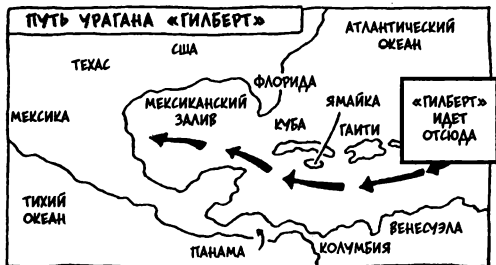 ПУТЬ УРАГАНА «ГИЛБЕРТ»
АТЛАНТИЧЕСКИЙ
ОКЕАН
США
ТЕХАС
ФЛОРИДА
МЕКСИКА
МЕКСИКАНСКИЙ
ЗАЛИВ
ЯМАЙКА
КУБА
ГАИТИ
«ГИЛБЕРТ»
ИДЕТ
ОТСЮДА
ТИХИЙ
ОКЕАН
ПАНАМА
КОЛУМБИЯ
ВЕНЕСУЭЛА